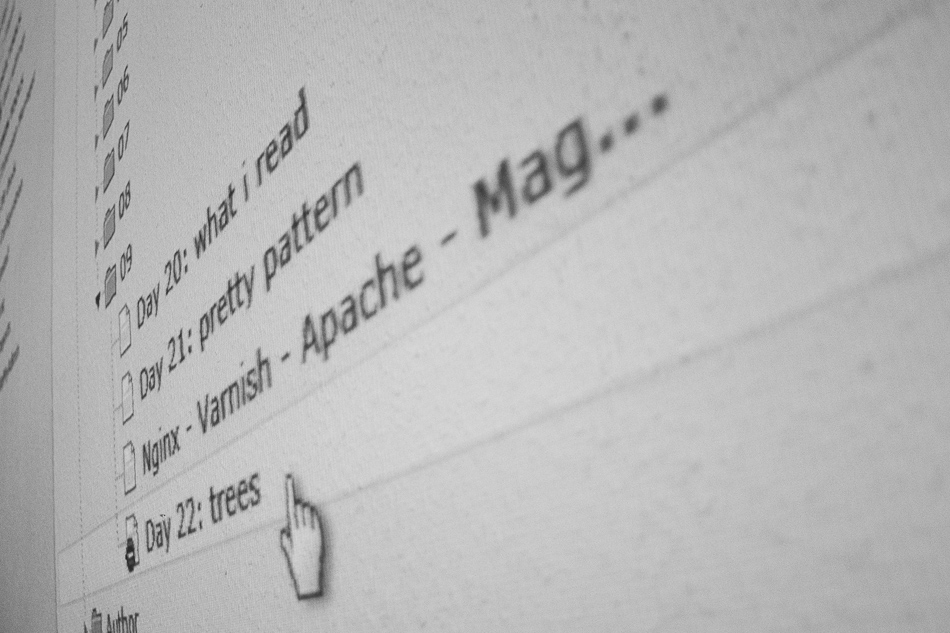 05
06
07
08
09
Day 20: what i read
Day 21: pretty pattern
Nginx - Varnish - Apache - Mag...
Day 22: trees
Author